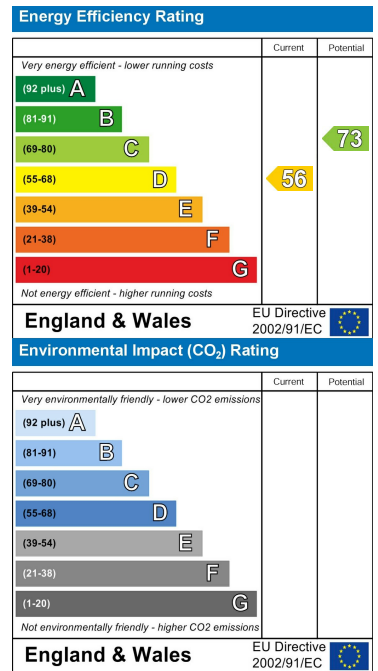 Energy Efficiency Rating
Current Potential
Very energy efficient - lower running costs
(92 plus) A
(81-91) B
(69-80) C
(55-68) D
(39-54) E
(21-38) F
(1-20) G
73
56
Not energy efficient - higher running costs
England & Wales
EU Directive
2002/91/EC
Environmental Impact (CO₂) Rating
Current Potential
Very environmentally friendly - lower CO2 emissions
(92 plus) A
(81-91) B
(69-80) C
(55-68) D
(39-54) E
(21-38) F
(1-20) G
Not environmentally friendly - higher CO2 emissions
England & Wales
EU Directive
2002/91/EC